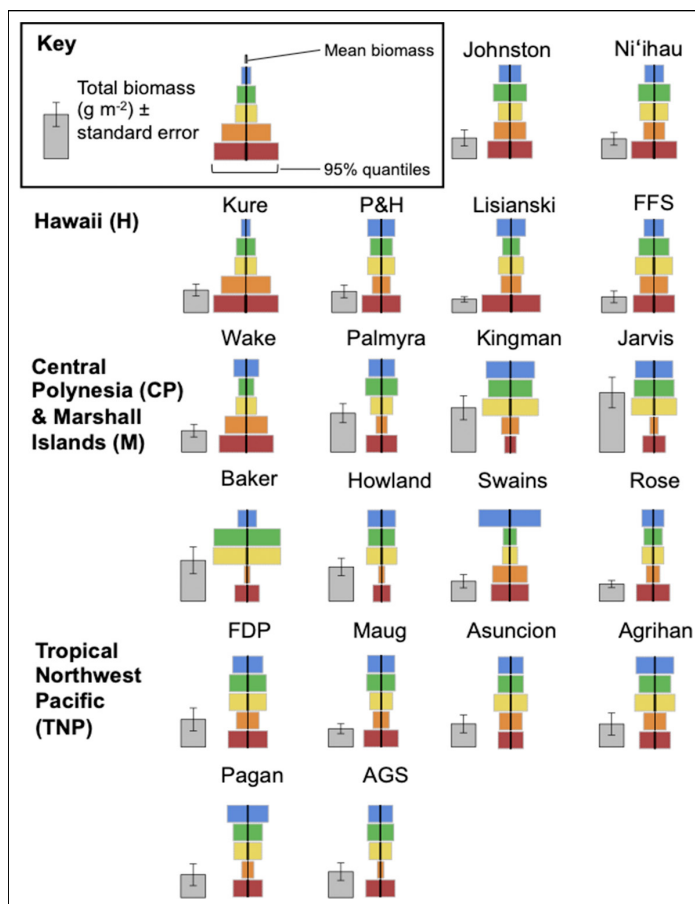 Key
Mean biomass
Total biomass
(g m⁻²) ±
standard error
95% quantiles
Johnston
Niʻihau
Hawaii (H)
Kure
P&H
Lisianski
FFS
Central
Polynesia (CP)
& Marshall
Islands (M)
Wake
Palmyra
Kingman
Jarvis
Baker
Howland
Swains
Rose
Tropical
Northwest
Pacific
(TNP)
FDP
Maug
Asuncion
Agrihan
Pagan
AGS